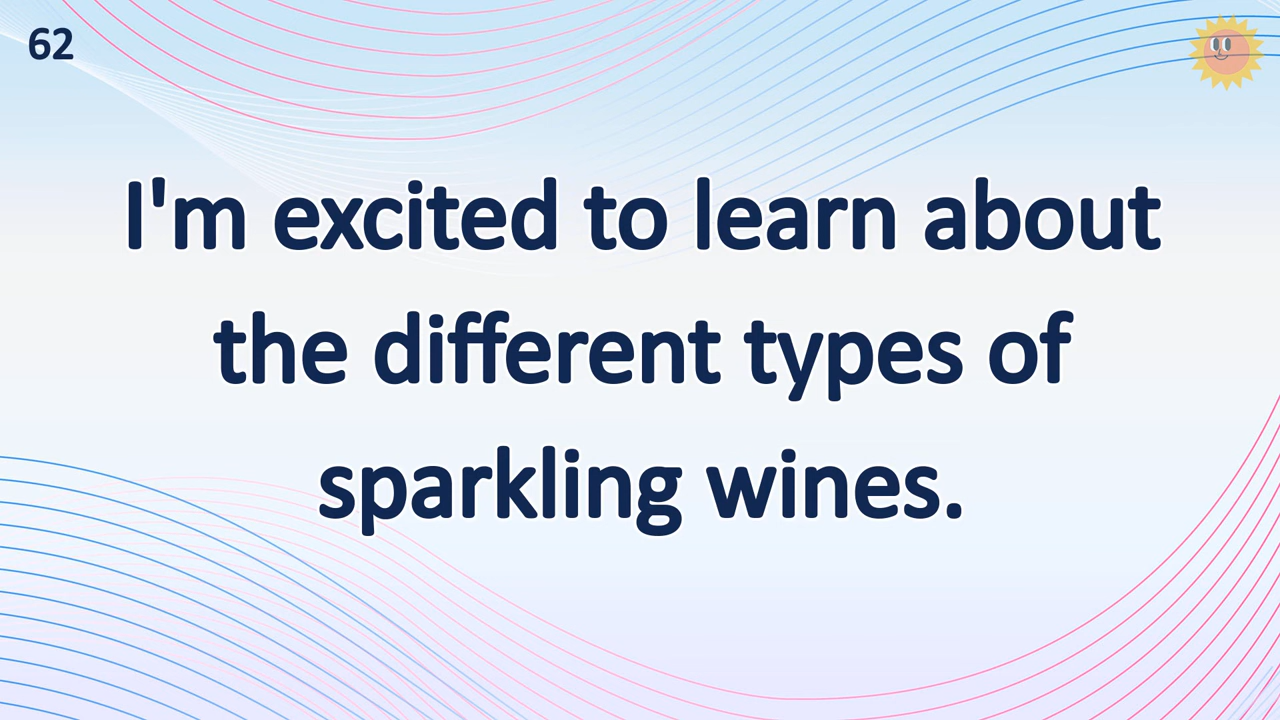 62
I'm excited to learn about
the different types of
sparkling wines.